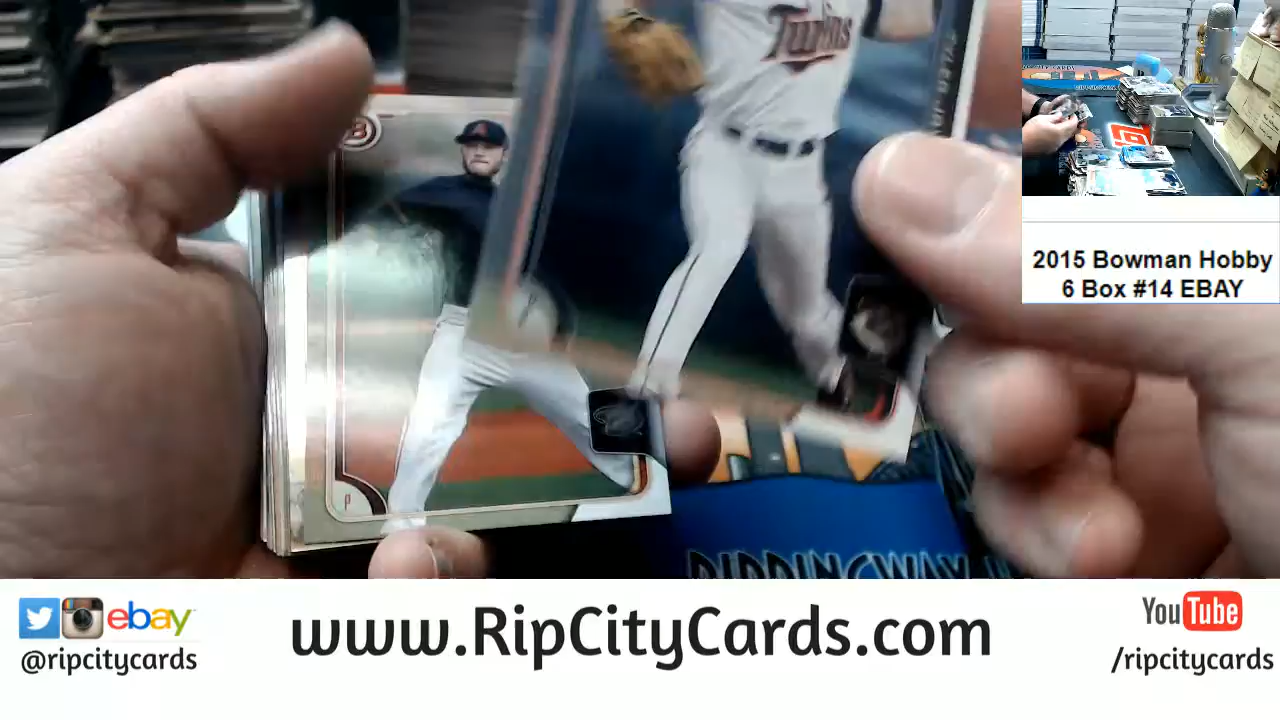 Twins
B
P
2015 Bowman Hobby
6 Box #14 EBAY
ebay
@ripcitycards
www.RipCityCards.com
YouTube
/ripcitycards